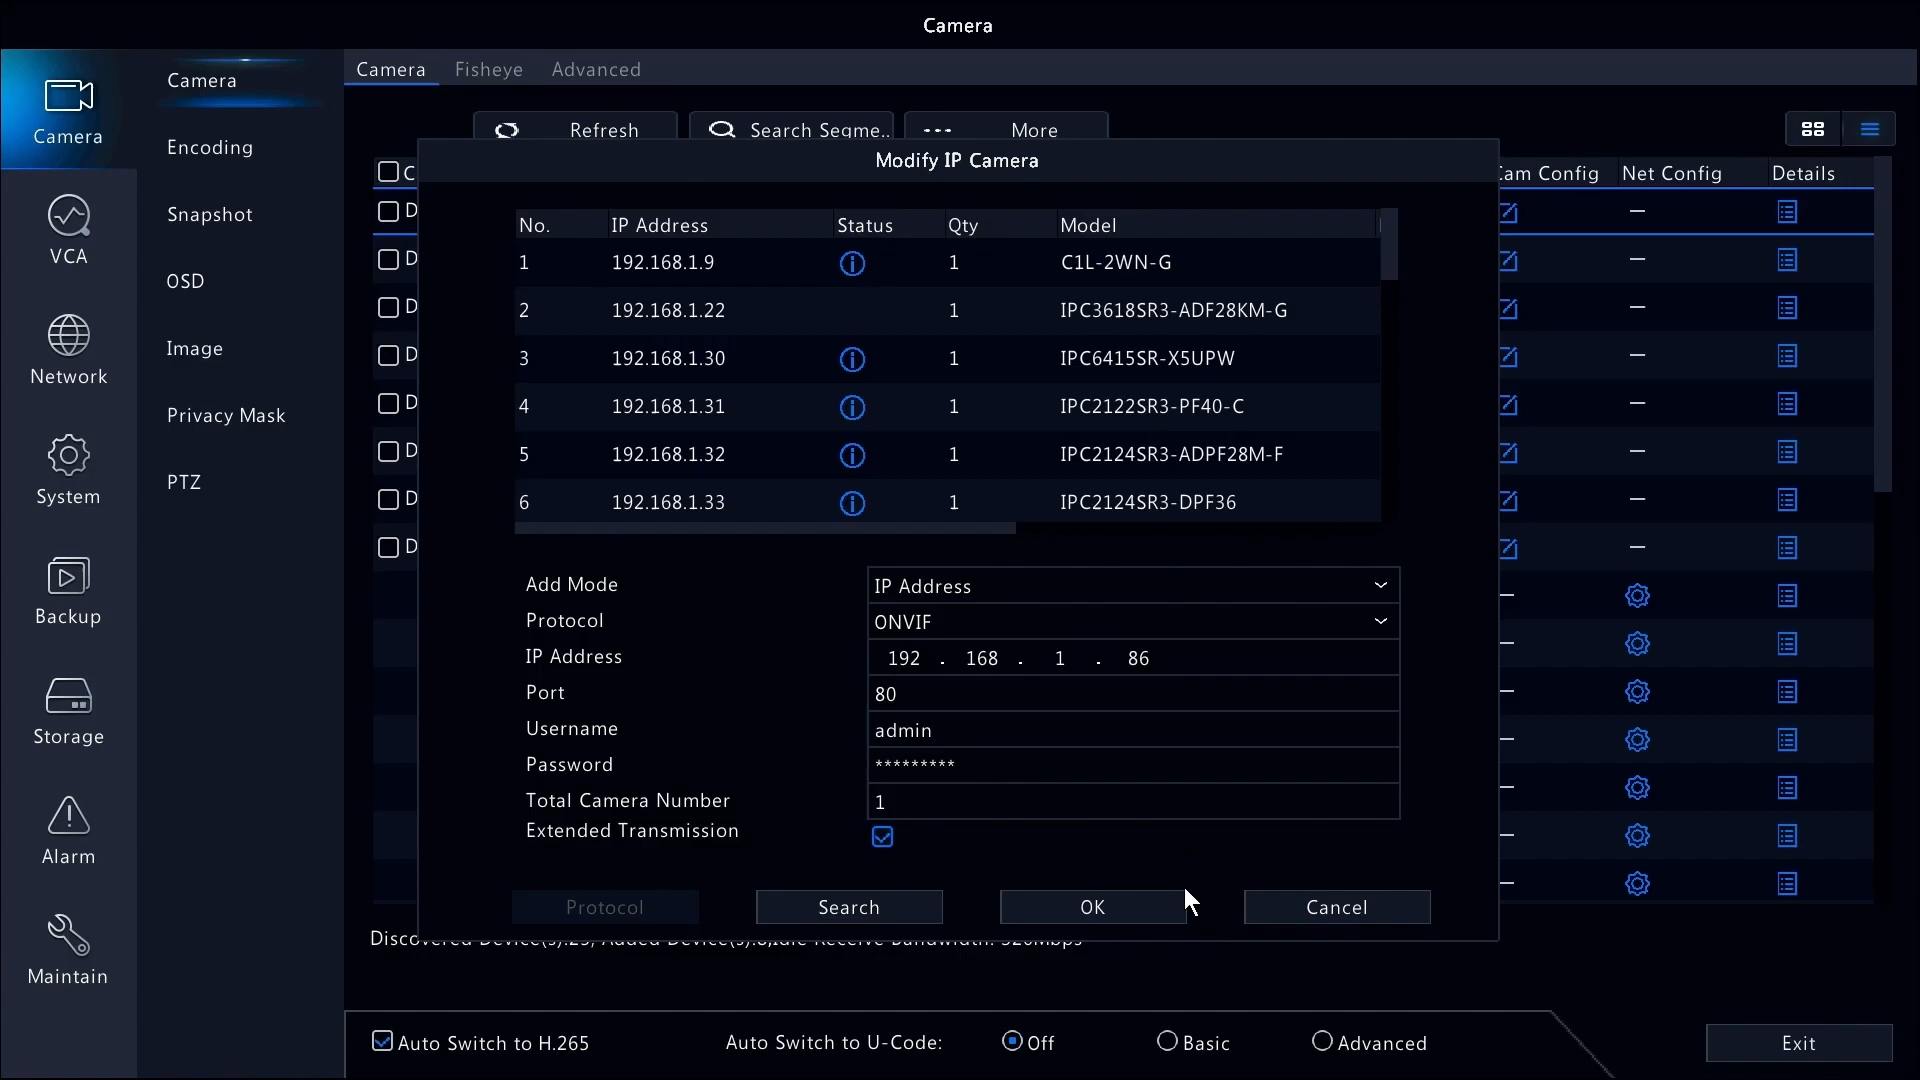 Camera
Camera
VCA
Network
System
Backup
Storage
Alarm
Maintain
Camera
Encoding
Snapshot
OSD
Image
Privacy Mask
PTZ
Camera Fisheye Advanced
Refresh Search Segme.. More
Cam Config Net Config Details
Modify IP Camera
No. IP Address Status Qty Model
1 192.168.1.9 1 C1L-2WN-G
2 192.168.1.22 1 IPC3618SR3-ADF28KM-G
3 192.168.1.30 1 IPC6415SR-X5UPW
4 192.168.1.31 1 IPC2122SR3-PF40-C
5 192.168.1.32 1 IPC2124SR3-ADPF28M-F
6 192.168.1.33 1 IPC2124SR3-DPF36
Add Mode IP Address
Protocol ONVIF
IP Address 192 . 168 . 1 . 86
Port 80
Username admin
Password *********
Total Camera Number 1
Extended Transmission
Protocol Search OK Cancel
Auto Switch to H.265 Auto Switch to U-Code: Off Basic Advanced Exit